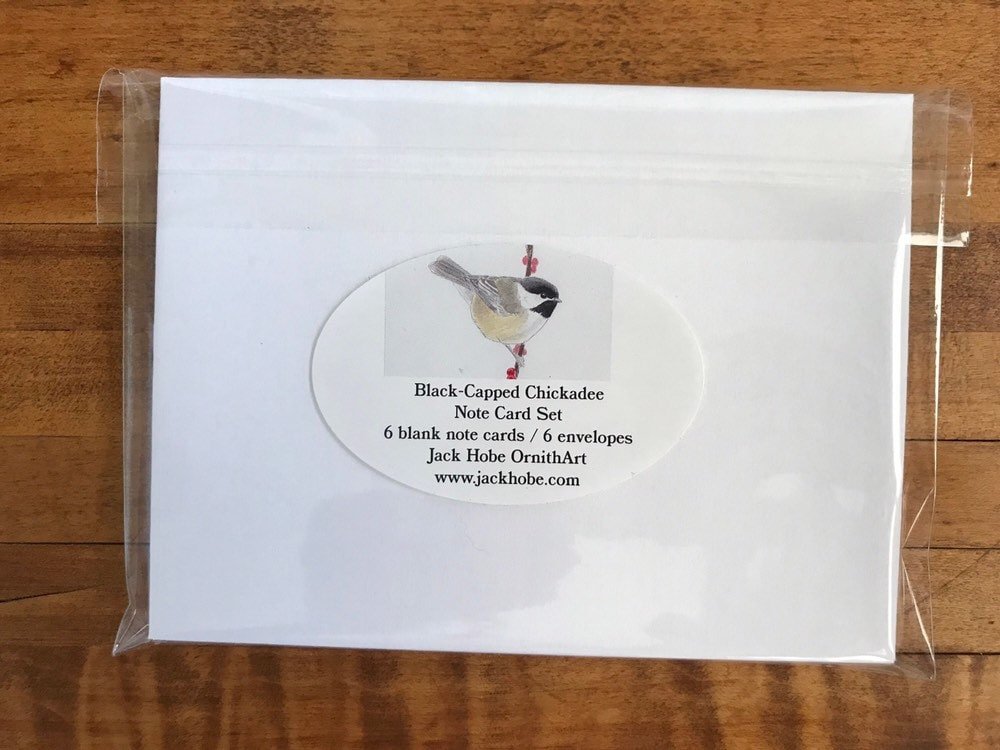 Black-Capped Chickadee
Note Card Set
6 blank note cards / 6 envelopes
Jack Hobe OrnithArt
www.jackhobe.com